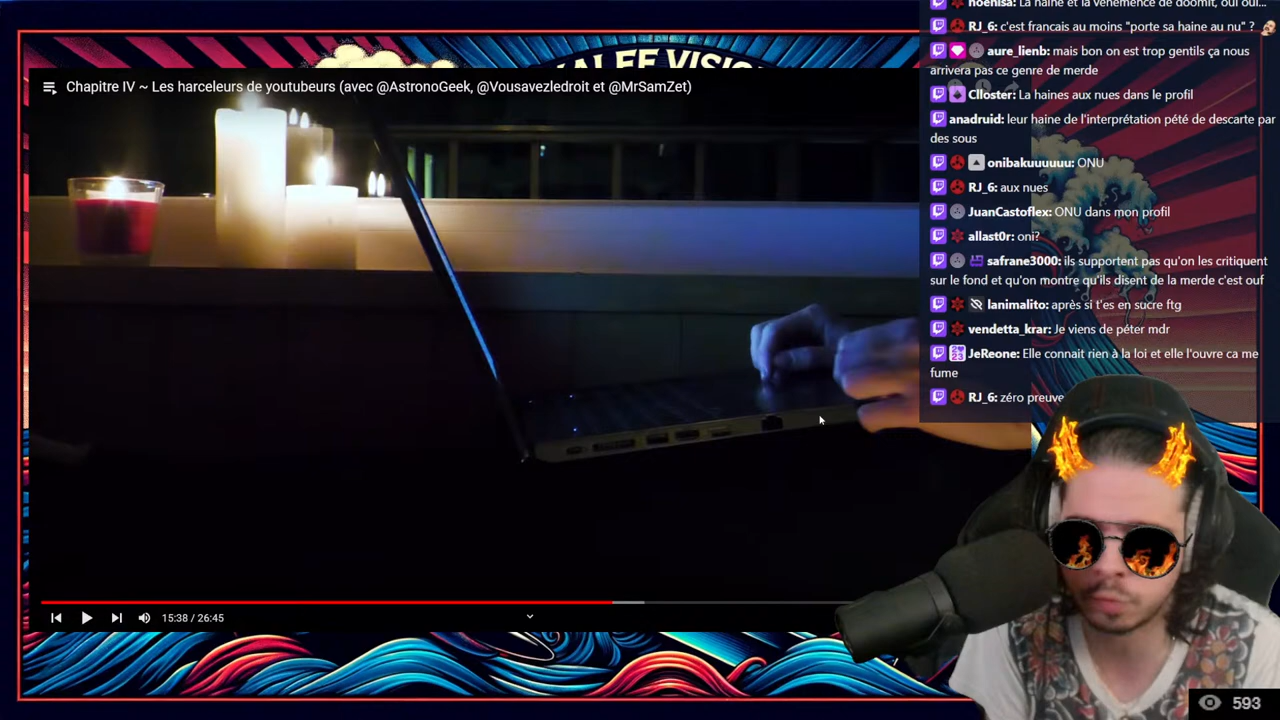 Chapitre IV ~ Les harceleurs de youtubeurs (avec @AstronoGeek, @Vousavezledroit et @MrSamZet)
15:38 / 26:45
noenisa: La haine et la véhémence de doomit, oui oui...
RJ_6: c'est francais au moins "porte sa haine au nu" ?
aure_lienb: mais bon on est trop gentils ça nous
arrivera pas ce genre de merde
Clloster: La haines aux nues dans le profil
anadruid: leur haine de l'interprétation pété de descarte par
des sous
onibakuuuuuu: ONU
RJ_6: aux nues
JuanCastoflex: ONU dans mon profil
allast0r: oni?
safrane3000: ils supportent pas qu'on les critiquent
sur le fond et qu'on montre qu'ils disent de la merde c'est ouf
lanimalito: après si t'es en sucre ftg
vendetta_krar: Je viens de péter mdr
JeReone: Elle connait rien à la loi et elle l'ouvre ca me
fume
RJ_6: zéro preuve
593